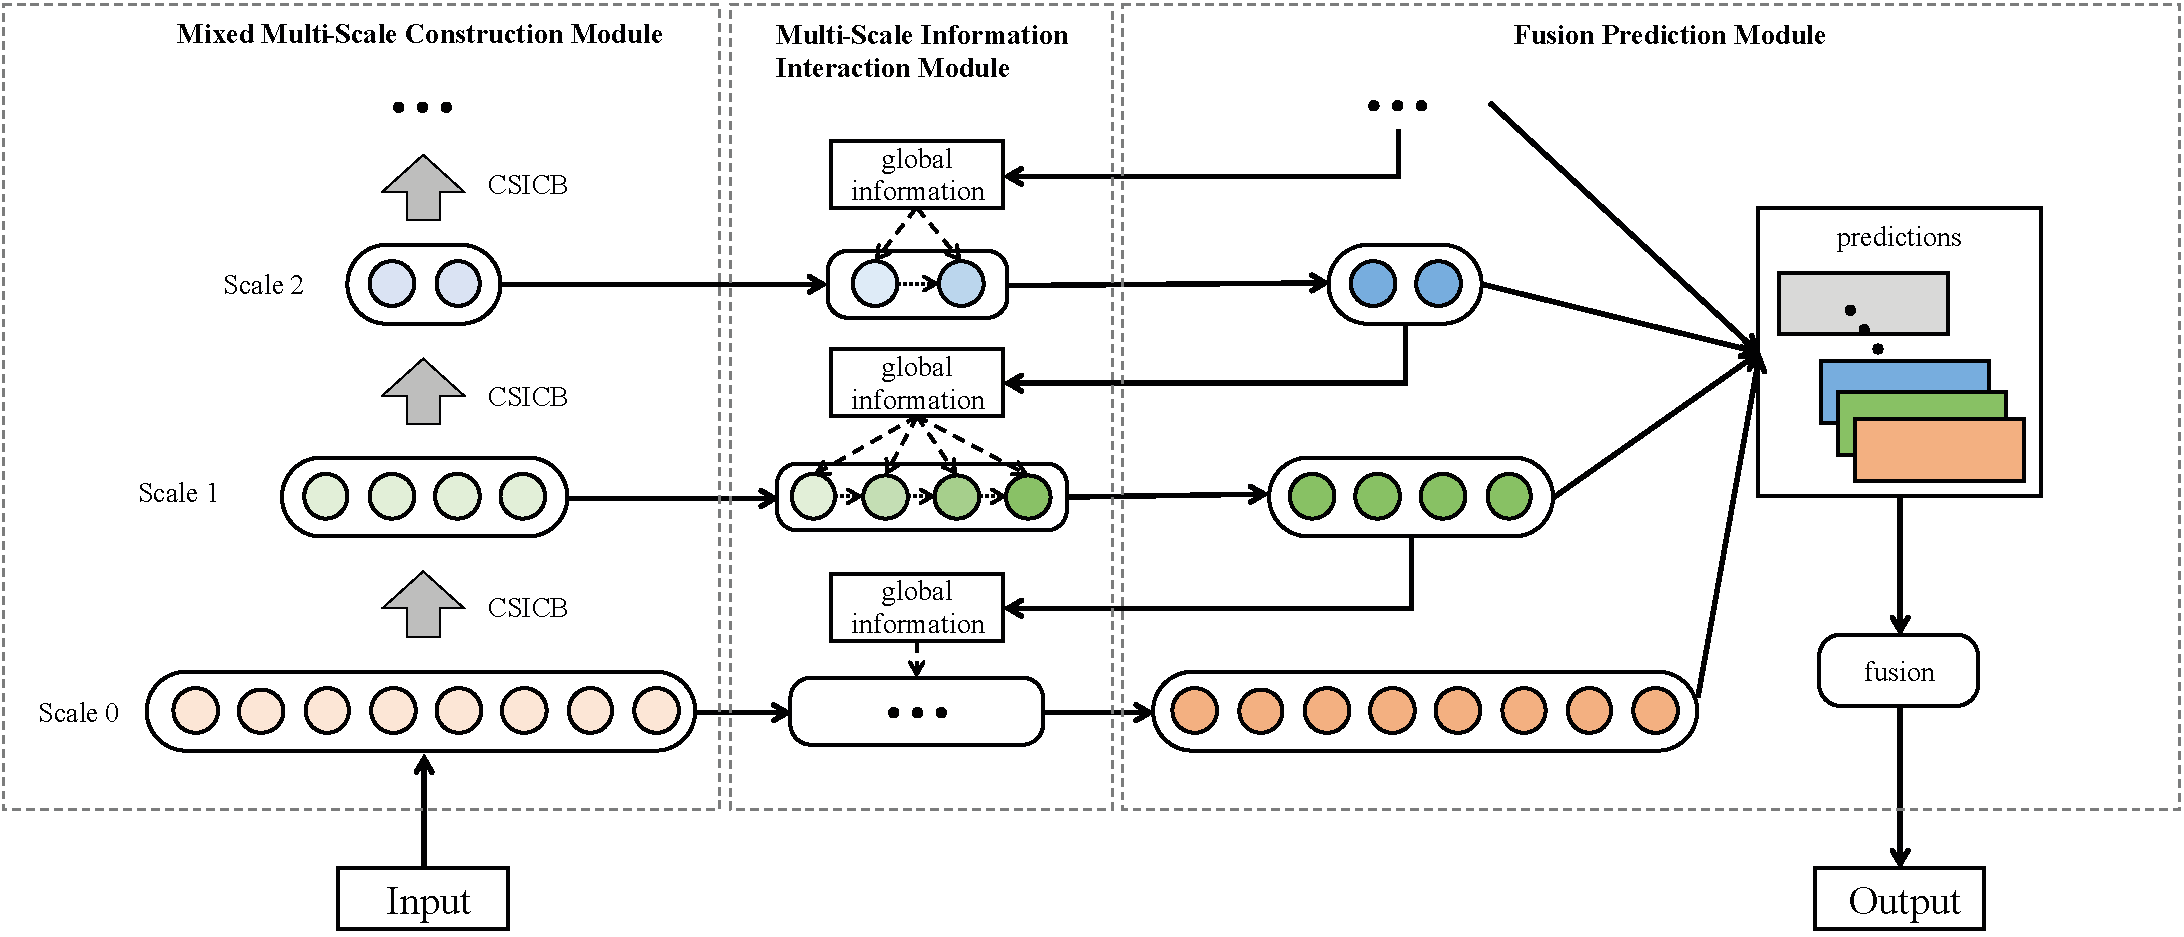 Mixed Multi-Scale Construction Module
Multi-Scale Information
Interaction Module
Fusion Prediction Module
global
information
CSICB
predictions
Scale 2
global
information
CSICB
Scale 1
global
information
CSICB
fusion
Scale 0
Input
Output